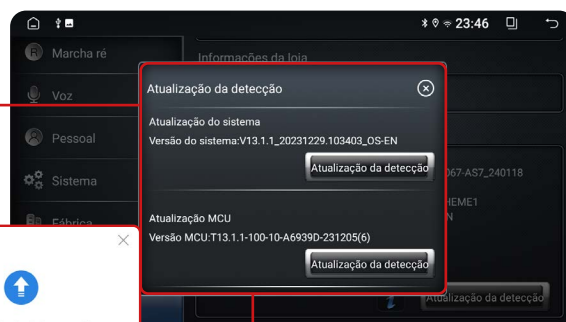 23:46
R Marcha ré
Informações da loja
Voz
Atualização da detecção
Atualização do sistema
Versão do sistema:V13.1.1_20231229.103403_OS-EN
Pessoal
Atualização da detecção
067-AS7_240118
Sistema
HEME1
N
Atualização MCU
Fábrica
Versão MCU:T13.1.1-100-10-A6939D-231205(6)
Atualização da detecção
Atualização da detecção